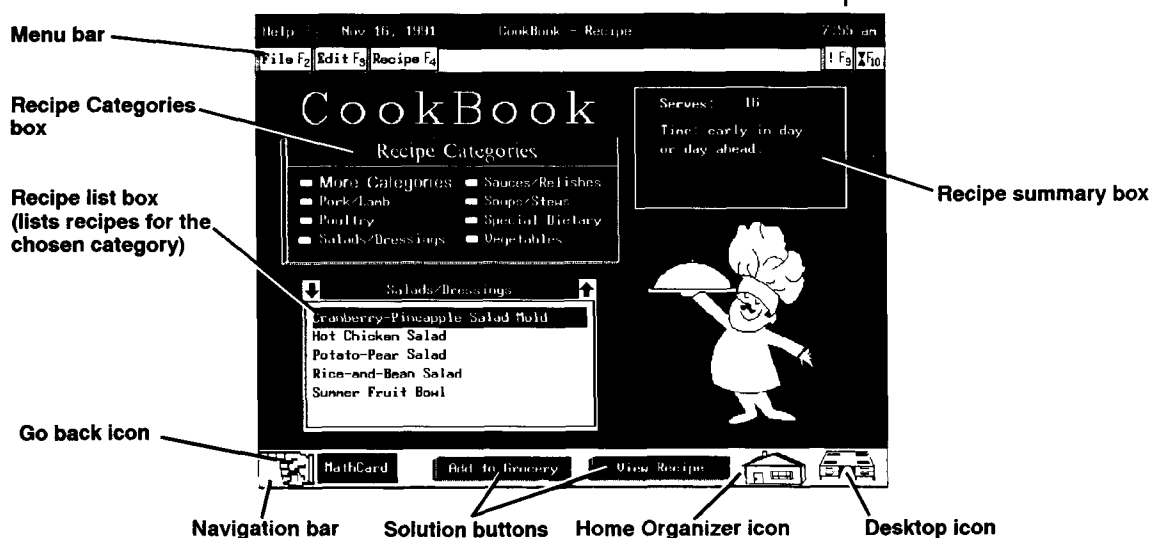 Help Nov 16, 1991 CookBook - Recipe 7:55 am
Menu bar
File F2 Edit F3 Recipe F4 ! F9 F10
Recipe Categories box
CookBook
Recipe Categories
More Categories Sauces/Relishes
Pork/Lamb Soups/Stews
Poultry Special Dietary
Salads/Dressings Vegetables
Serves: 16
Time: early in day
or day ahead.
Recipe summary box
Recipe list box
(lists recipes for the
chosen category)
Salads/Dressings
Cranberry-Pineapple Salad Mold
Hot Chicken Salad
Potato-Pear Salad
Rice-and-Bean Salad
Summer Fruit Bowl
Go back icon
MathCard Add to Grocery View Recipe
Navigation bar Solution buttons Home Organizer icon Desktop icon